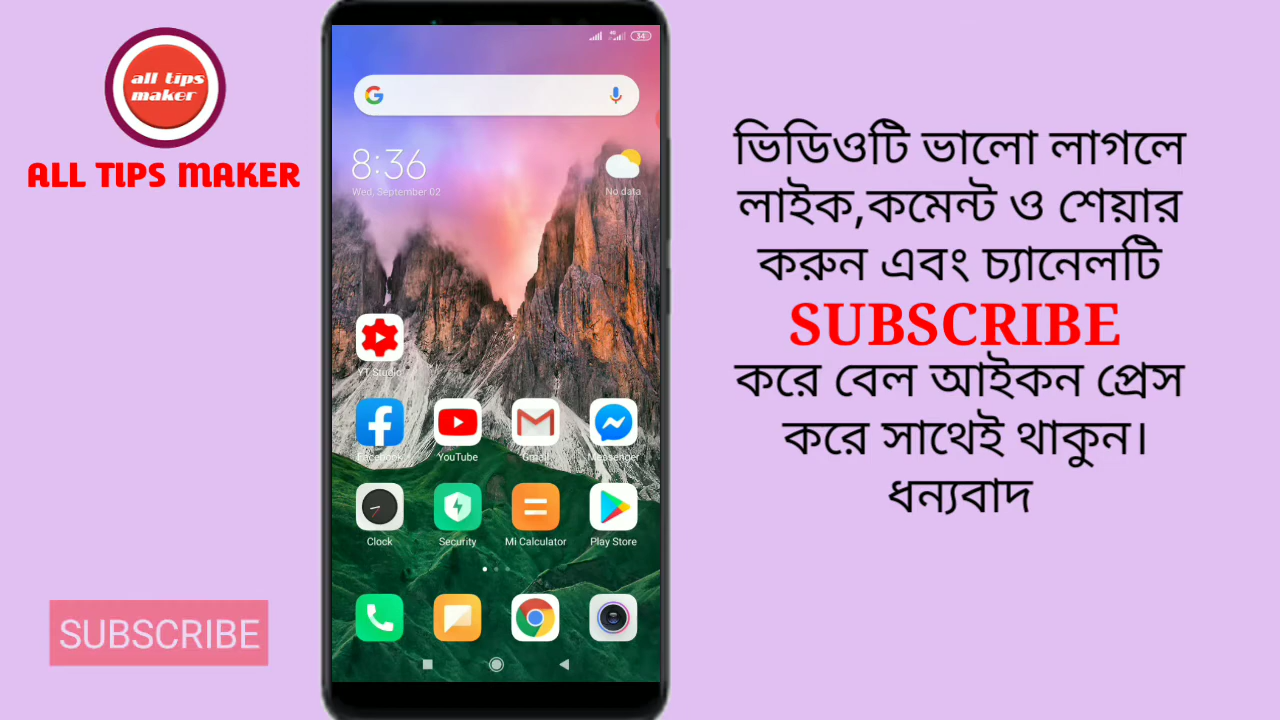 all tips
maker
ALL TIPS MAKER
34
8:36
Wed, September 02
No data
YT Studio
Facebook
YouTube
Gmail
Messenger
Clock
Security
Mi Calculator
Play Store
ভিডিওটি ভালো লাগলে
লাইক,কমেন্ট ও শেয়ার
করুন এবং চ্যানেলটি
SUBSCRIBE
করে বেল আইকন প্রেস
করে সাথেই থাকুন।
ধন্যবাদ
SUBSCRIBE